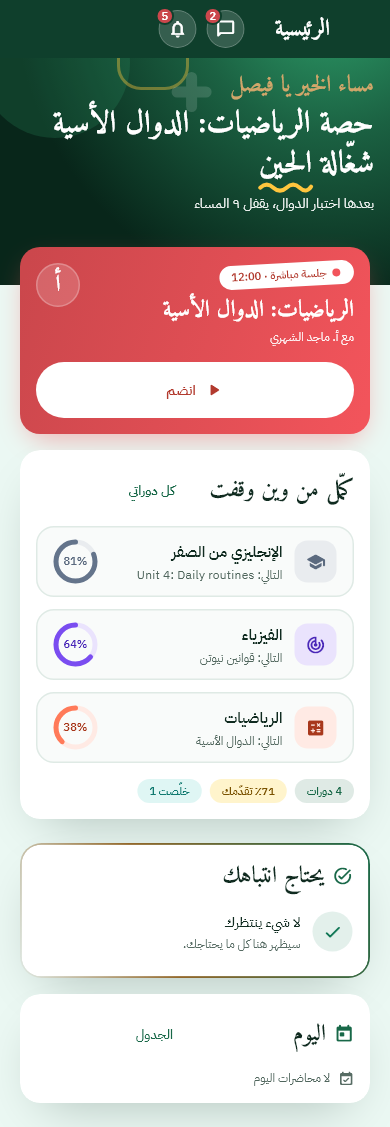 الرئيسية
2
5
مساء الخير يا فيصل
حصة الرياضيات: الدوال الأسية
شغّالة الحين
بعدها اختبار الدوال، يقفل ٩ المساء
جلسة مباشرة · 12:00
أ
الرياضيات: الدوال الأسية
مع أ. ماجد الشهري
انضم
كمّل من وين وقفت
كل دوراتي
الإنجليزي من الصفر
التالي: Unit 4: Daily routines
81%
الفيزياء
التالي: قوانين نيوتن
64%
الرياضيات
التالي: الدوال الأسية
38%
4 دورات
71٪ تقدّمك
خلّصت 1
يحتاج انتباهك
لا شيء ينتظرك
سيظهر هنا كل ما يحتاجك.
اليوم
الجدول
لا محاضرات اليوم